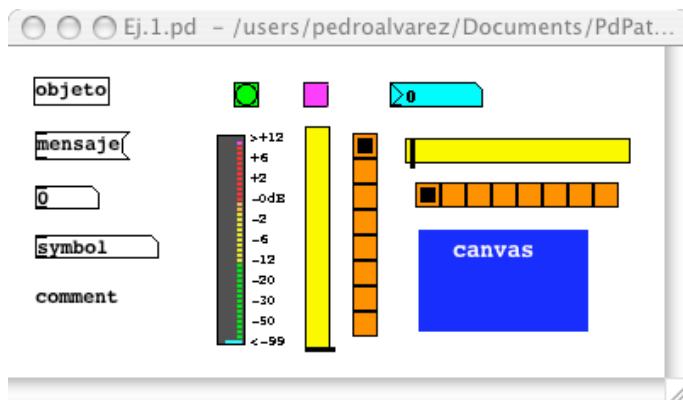 Ej.1.pd – /users/pedroalvarez/Documents/PdPat...
objeto
0
mensaje
0
symbol
comment
>+12
+6
+2
-0dB
-2
-6
-12
-20
-30
-50
<-99
canvas